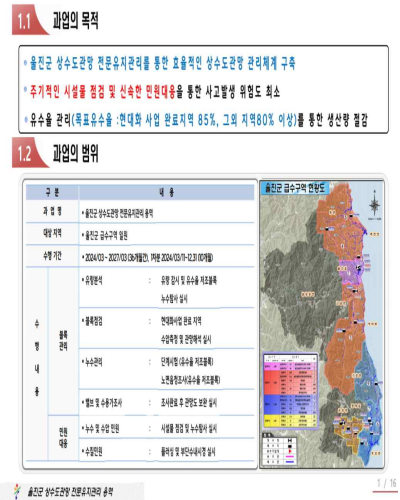 1.1 과업의 목적
• 울진군 상수도관망 전문유지관리를 통한 효율적인 상수도관망 관리체계 구축
• 주기적인 시설물 점검 및 신속한 민원대응을 통한 사고발생 위험도 최소
• 유수율 관리(목표유수율 :현대화 사업 완료지역 85%, 그외 지역80% 이상)를 통한 생산량 절감
1.2 과업의 범위
구 분 내 용
과 업 명 • 울진군 상수도관망 전문유지관리 용역
대상 지역 • 울진군 급수구역 일원
수행 기간 • 2024/03 ~ 2027/03 (36개월간), 1차분 2024/03/11~12.31 (10개월)
수 행 내 용
블록 관리
• 유량분석 : 유량 감시 및 유수율 저조블록
누수탐사 실시
• 블록점검 : 현대화사업 완료 지역
수압측정 및 관망해석 실시
• 누수관리 : 단계시험 (유수율 저조블록)
노면음청조사(유수율 저조블록)
• 밸브 및 수용가조사 : 조사완료 후 관망도 보완 실시
민원 대응
• 누수 및 수압 민원 : 시설물 점검 및 누수탐사 실시
• 수질민원 : 플러싱 및 부단수내시경 실시
울진군 급수구역 현황도
울진군 상수도관망 전문유지관리 용역
1 / 16